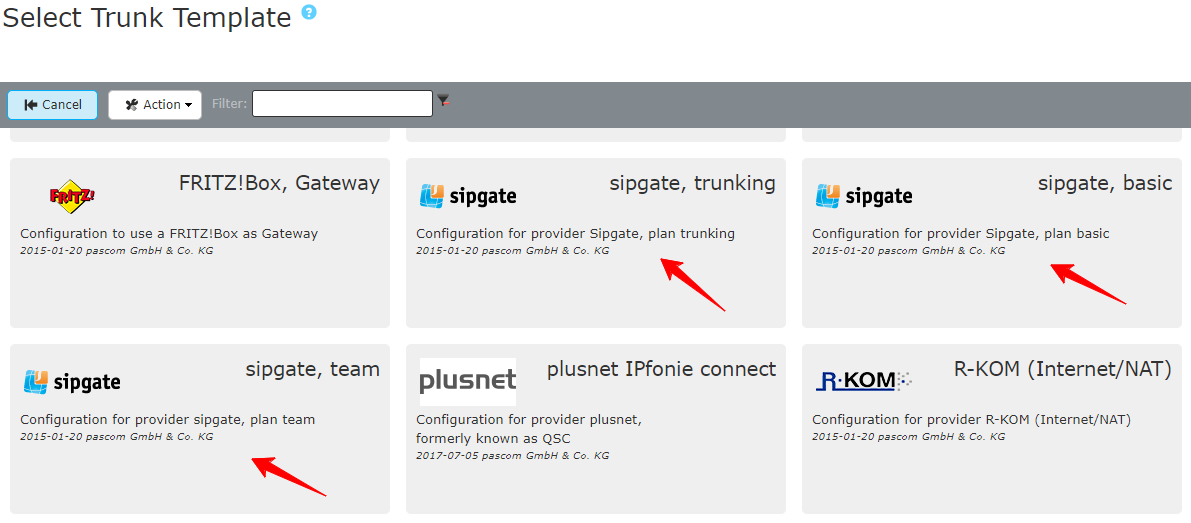 Select Trunk Template ?
Cancel
Action
Filter:
FRITZ!
FRITZ!Box, Gateway
Configuration to use a FRITZ!Box as Gateway
2015-01-20 pascom GmbH & Co. KG
sipgate
sipgate, trunking
Configuration for provider Sipgate, plan trunking
2015-01-20 pascom GmbH & Co. KG
sipgate
sipgate, basic
Configuration for provider Sipgate, plan basic
2015-01-20 pascom GmbH & Co. KG
sipgate
sipgate, team
Configuration for provider sipgate, plan team
2015-01-20 pascom GmbH & Co. KG
plusnet
plusnet IPfonie connect
Configuration for provider plusnet,
formerly known as QSC
2017-07-05 pascom GmbH & Co. KG
R·KOM
R-KOM (Internet/NAT)
Configuration for provider R-KOM (Internet/NAT)
2015-01-20 pascom GmbH & Co. KG